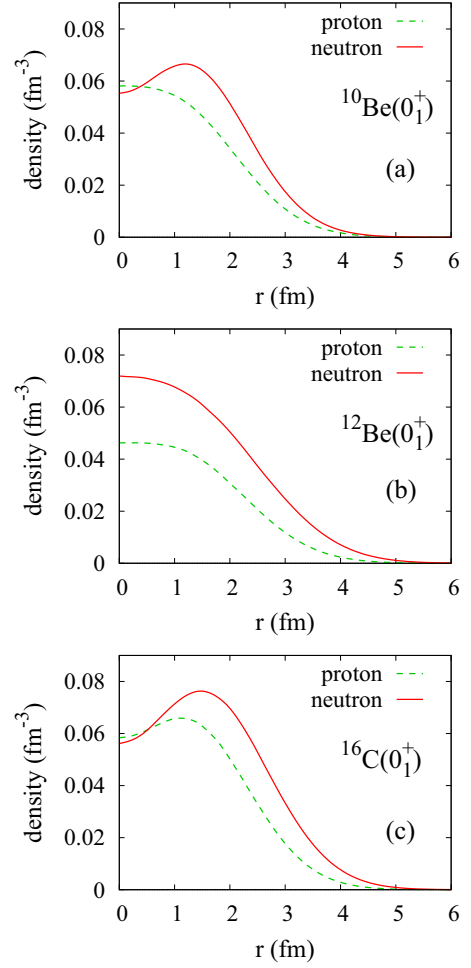 proton
neutron
¹⁰Be(0₁⁺)
(a)
density (fm⁻³)
0.08
0.06
0.04
0.02
0
0 1 2 3 4 5 6
r (fm)
proton
neutron
¹²Be(0₁⁺)
(b)
density (fm⁻³)
0.08
0.06
0.04
0.02
0
0 1 2 3 4 5 6
r (fm)
proton
neutron
¹⁶C(0₁⁺)
(c)
density (fm⁻³)
0.08
0.06
0.04
0.02
0
0 1 2 3 4 5 6
r (fm)